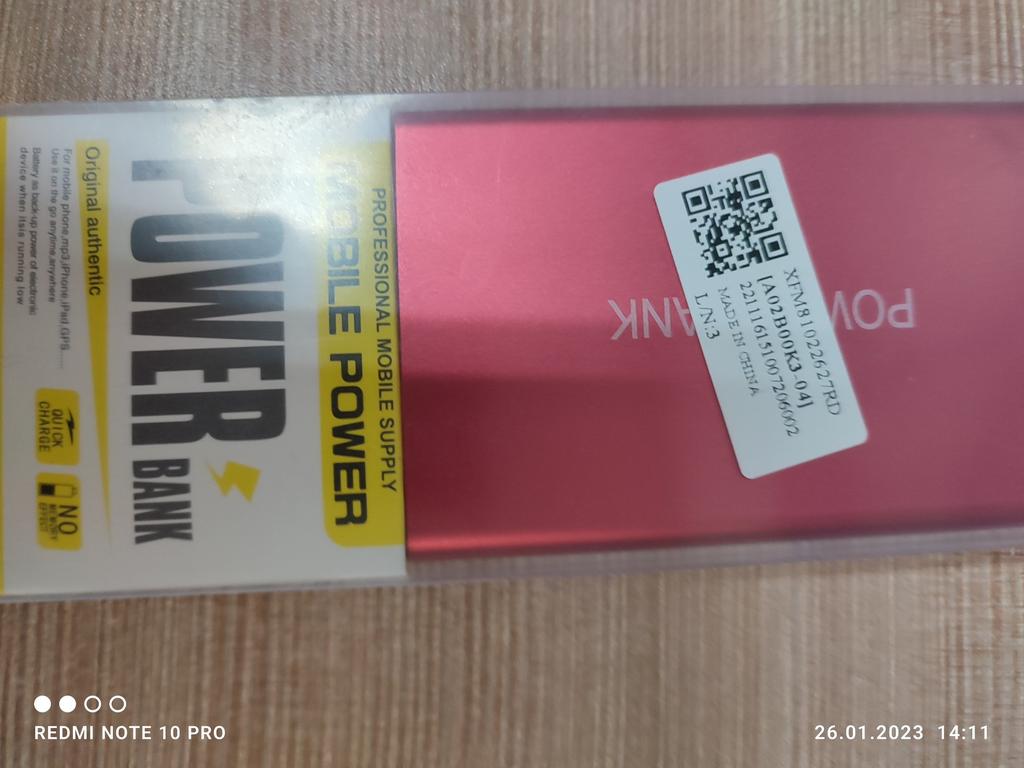 PROFESSIONAL MOBILE SUPPLY
MOBILE POWER
POWER
BANK
Original authentic
For mobile phone,mp3,iPhone,iPad,GPS......
Use it on the go anytime,anywhere
Battery as back-up power of electronic
device when itsis running low
QUICK
CHARGE
NO
MEMORY
EFFECT
XFM81022627RD
[A02B00K3-04]
221116151007206002
MADE IN CHINA
L/N:3
POW ANK
REDMI NOTE 10 PRO
26.01.2023 14:11